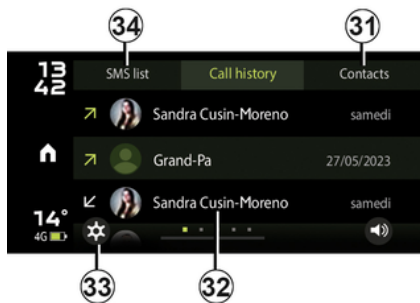 34
31
13
42
SMS list
Call history
Contacts
Sandra Cusin-Moreno
samedi
Grand-Pa
27/05/2023
Sandra Cusin-Moreno
samedi
14°
4G
33
32